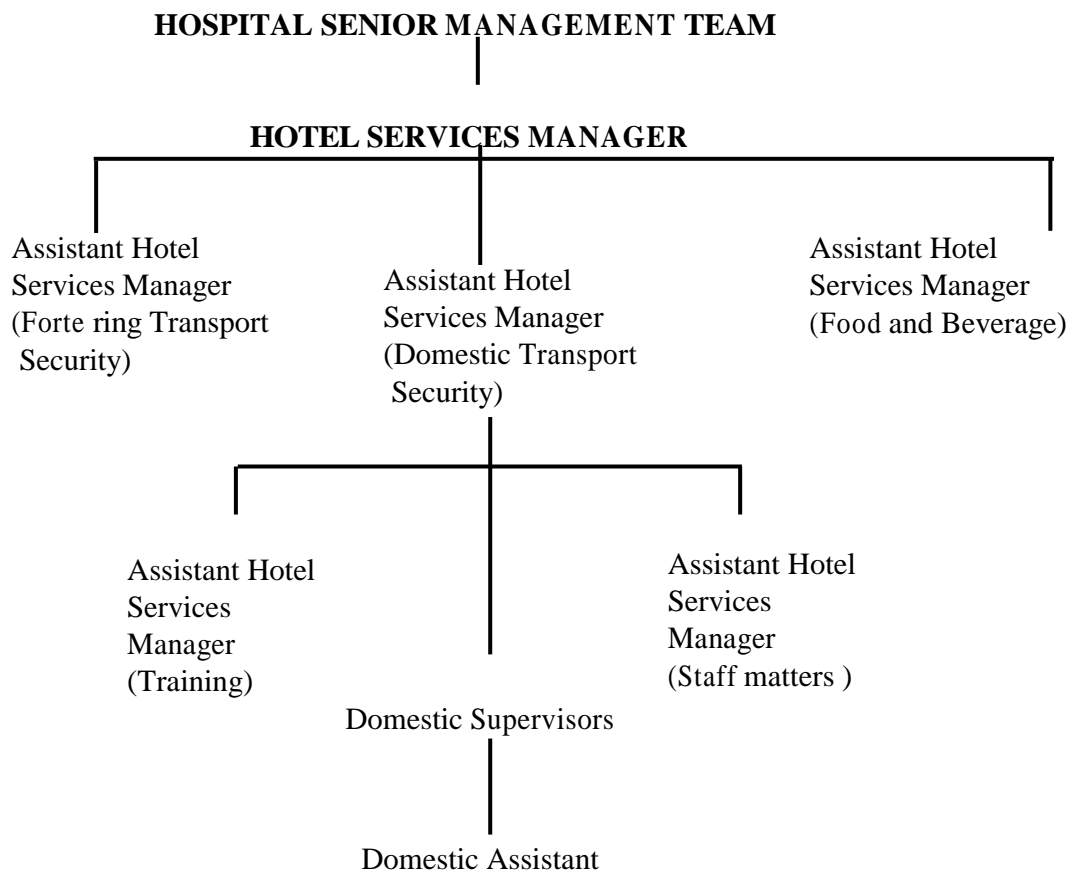 HOSPITAL SENIOR MANAGEMENT TEAM
HOTEL SERVICES MANAGER
Assistant Hotel
Services Manager
(Forte ring Transport
Security)
Assistant Hotel
Services Manager
(Domestic Transport
Security)
Assistant Hotel
Services Manager
(Food and Beverage)
Assistant Hotel
Services
Manager
(Training)
Assistant Hotel
Services
Manager
(Staff matters )
Domestic Supervisors
Domestic Assistant